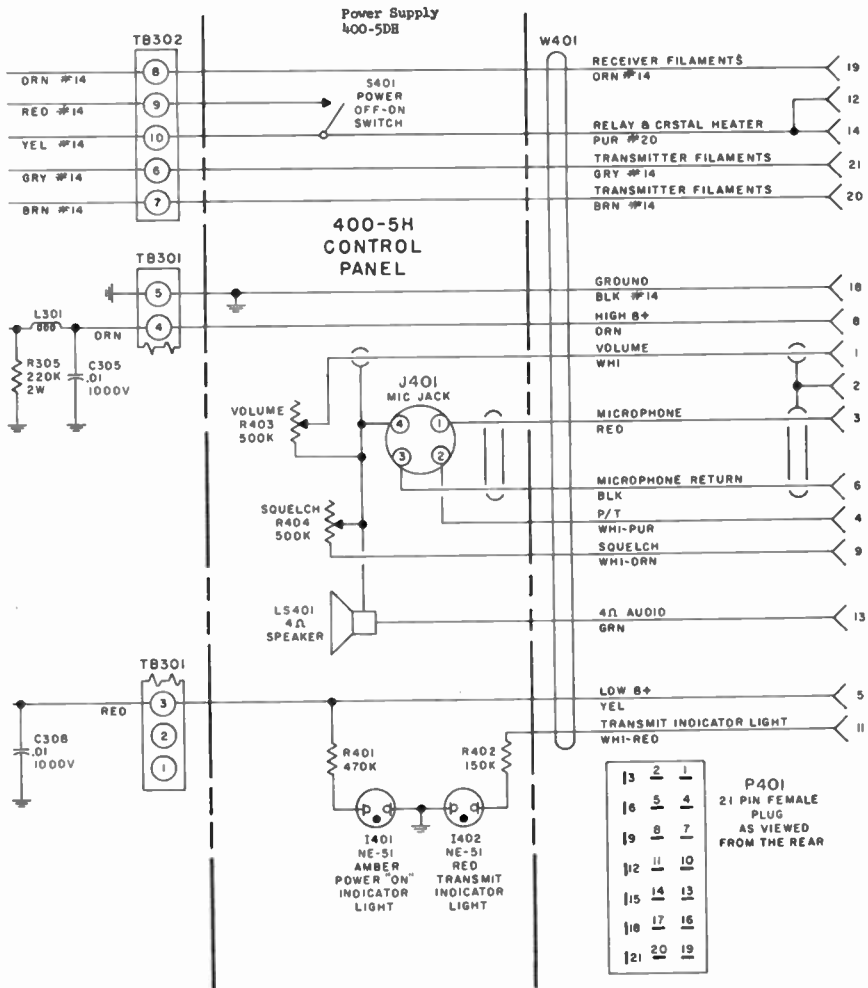 Power Supply
400-5DH
TB302
W401
8
ORN #14
RECEIVER FILAMENTS
ORN #14
19
9
RED #14
S401
POWER
OFF-ON
SWITCH
12
10
YEL #14
RELAY & CRSTAL HEATER
PUR #20
14
6
GRY #14
TRANSMITTER FILAMENTS
GRY #14
21
7
BRN #14
TRANSMITTER FILAMENTS
BRN #14
20
400-5H
CONTROL
PANEL
TB301
5
GROUND
BLK #14
18
L301
ORN
4
HIGH B+
ORN
8
R305
220K
2W
C305
.01
1000V
VOLUME
WHI
1
2
J401
MIC JACK
4
1
3
2
VOLUME
R403
500K
MICROPHONE
RED
3
MICROPHONE RETURN
BLK
6
SQUELCH
R404
500K
P/T
WHI-PUR
4
SQUELCH
WHI-ORN
9
LS401
4Ω
SPEAKER
4Ω AUDIO
GRN
13
TB301
RED
3
2
1
LOW B+
YEL
5
TRANSMIT INDICATOR LIGHT
WHI-RED
11
C308
.01
1000V
R401
470K
R402
150K
I401
NE-51
AMBER
POWER "ON"
INDICATOR
LIGHT
I402
NE-51
RED
TRANSMIT
INDICATOR
LIGHT
3 2 1
6 5 4
9 8 7
12 11 10
15 14 13
18 17 16
21 20 19
P401
21 PIN FEMALE
PLUG
AS VIEWED
FROM THE REAR